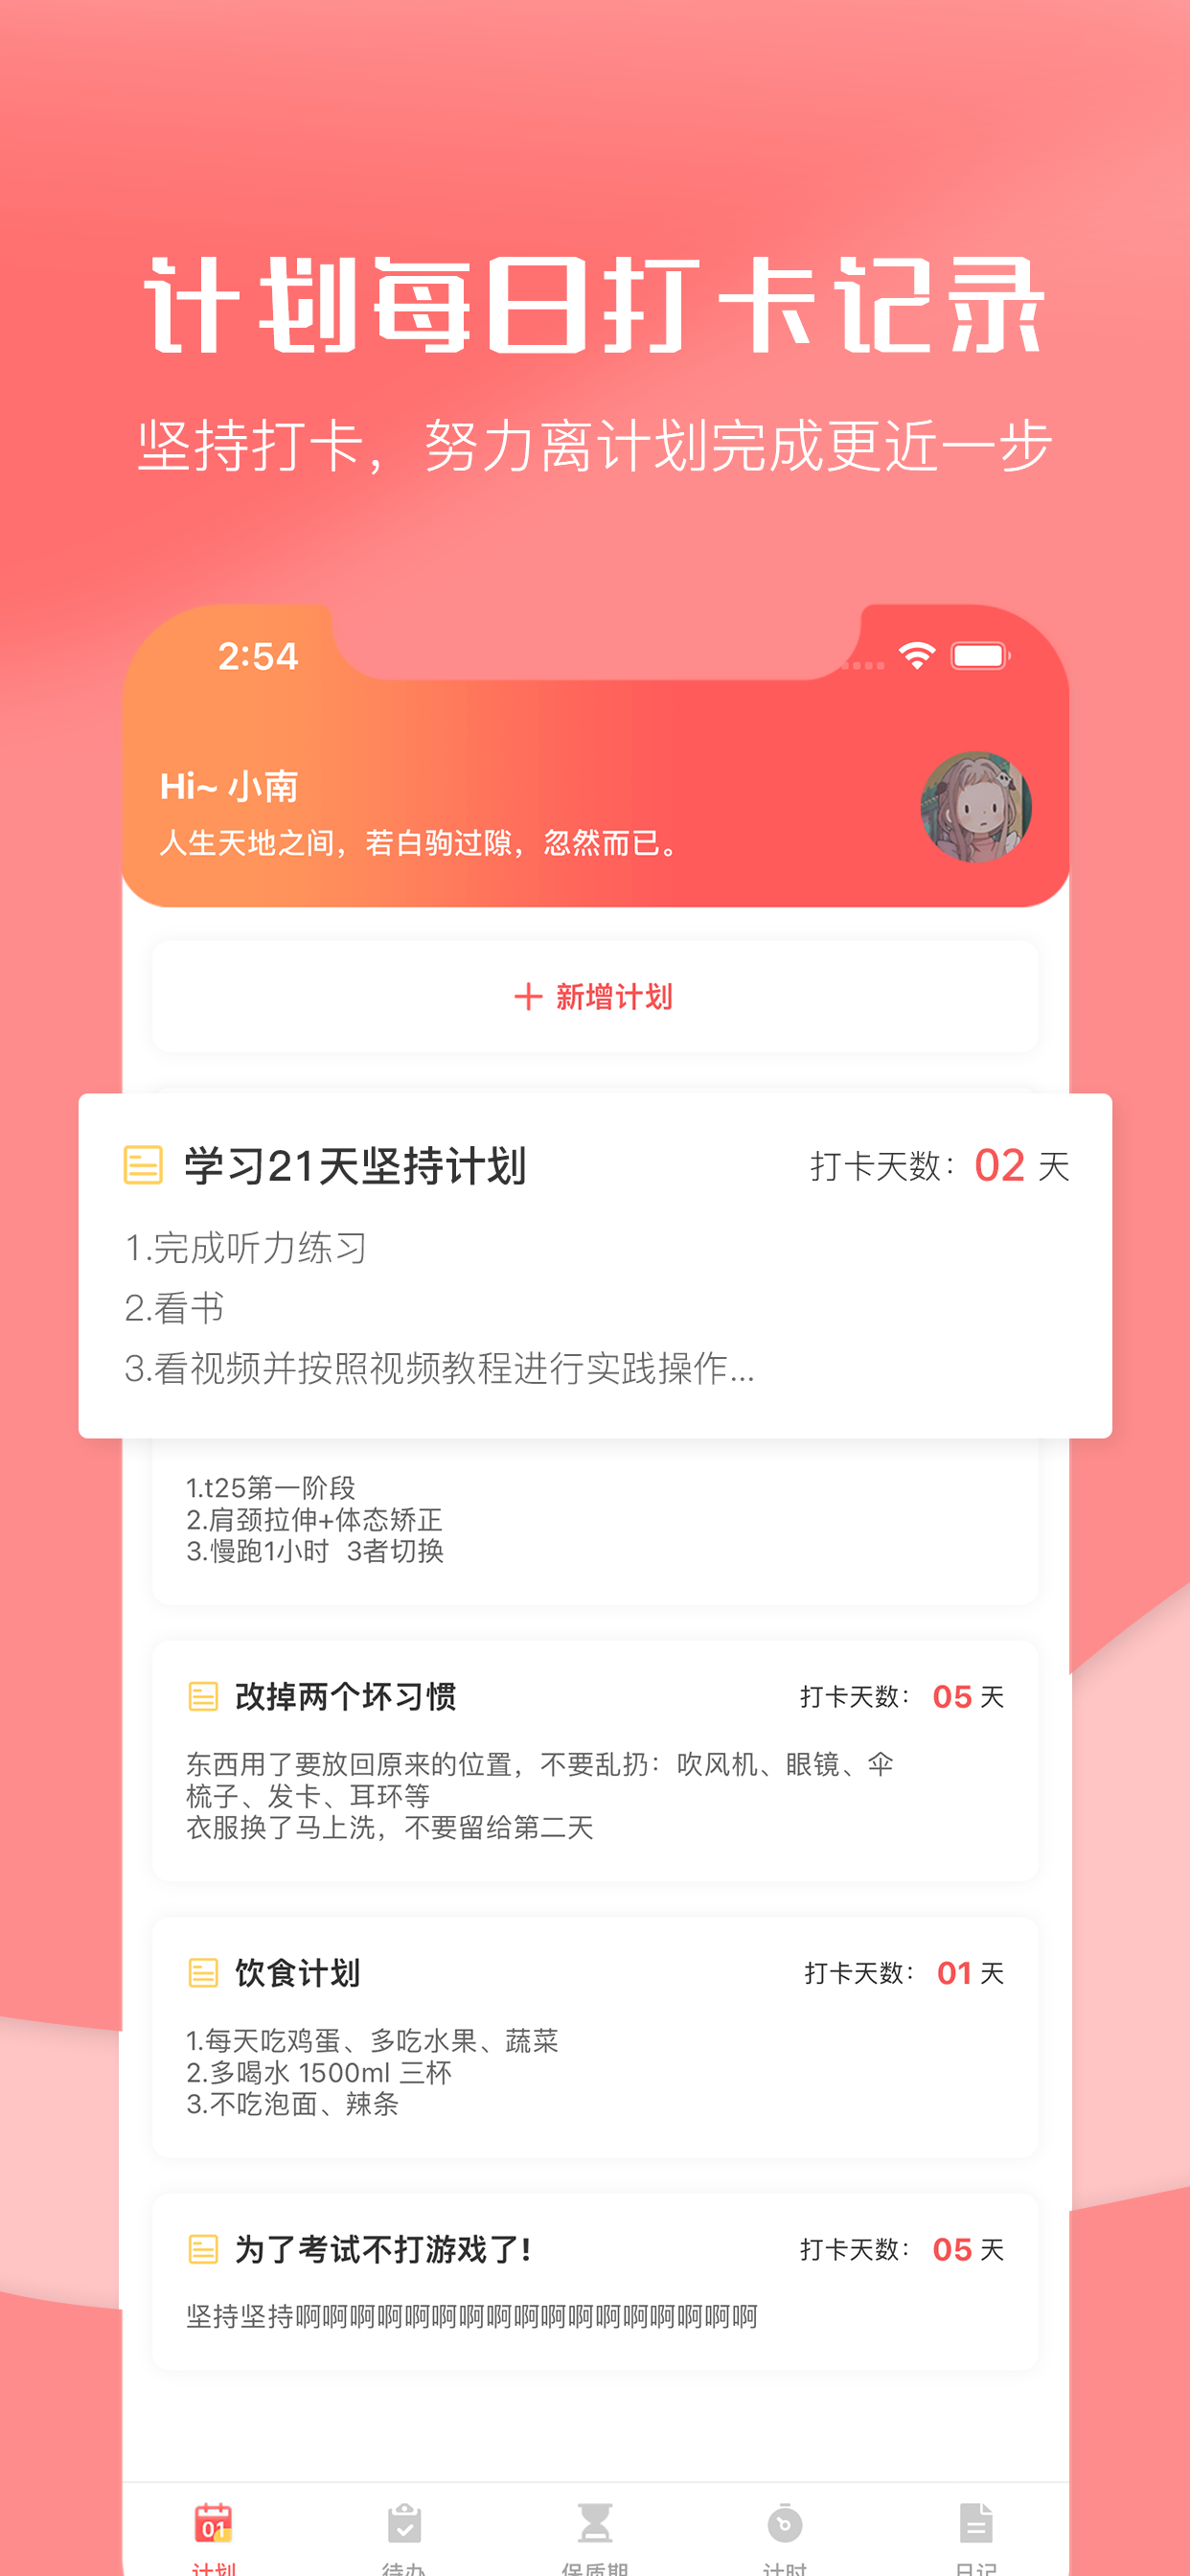 计划每日打卡记录
坚持打卡，努力离计划完成更近一步
2:54
Hi~ 小南
人生天地之间，若白驹过隙，忽然而已。
+ 新增计划
学习21天坚持计划 打卡天数：02 天
1.完成听力练习
2.看书
3.看视频并按照视频教程进行实践操作...
1.t25第一阶段
2.肩颈拉伸+体态矫正
3.慢跑1小时 3者切换
改掉两个坏习惯 打卡天数： 05 天
东西用了要放回原来的位置，不要乱扔：吹风机、眼镜、伞
梳子、发卡、耳环等
衣服换了马上洗，不要留给第二天
饮食计划 打卡天数： 01 天
1.每天吃鸡蛋、多吃水果、蔬菜
2.多喝水 1500ml 三杯
3.不吃泡面、辣条
为了考试不打游戏了! 打卡天数： 05 天
坚持坚持啊啊啊啊啊啊啊啊啊啊啊啊啊啊啊啊啊
01
计划 待办 保质期 计时 日记